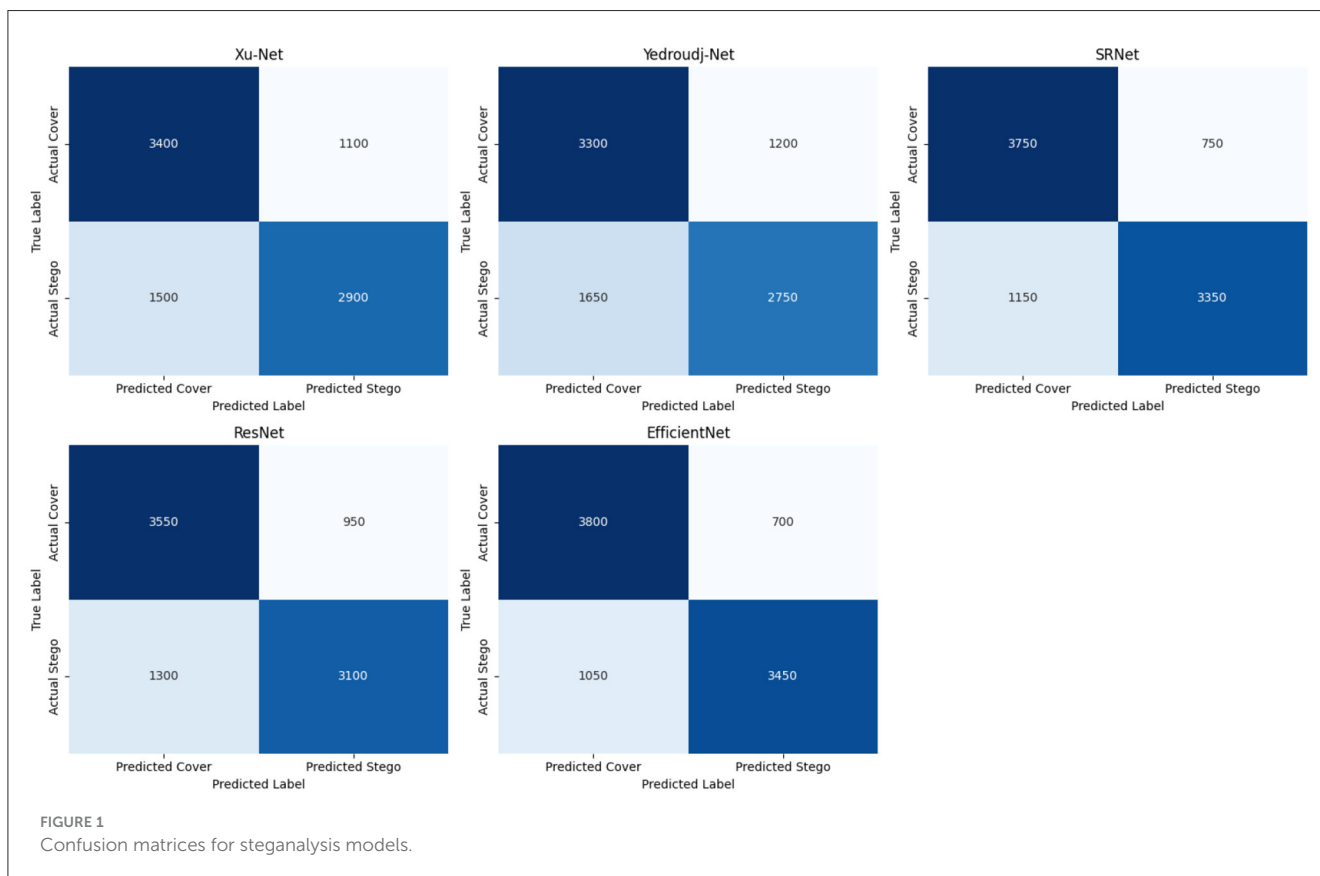 Xu-Net
True Label
Actual Cover
Actual Stego
3400 1100
1500 2900
Predicted Cover Predicted Stego
Predicted Label
Yedroudj-Net
True Label
Actual Cover
Actual Stego
3300 1200
1650 2750
Predicted Cover Predicted Stego
Predicted Label
SRNet
True Label
Actual Cover
Actual Stego
3750 750
1150 3350
Predicted Cover Predicted Stego
Predicted Label
ResNet
True Label
Actual Cover
Actual Stego
3550 950
1300 3100
Predicted Cover Predicted Stego
Predicted Label
EfficientNet
True Label
Actual Cover
Actual Stego
3800 700
1050 3450
Predicted Cover Predicted Stego
Predicted Label
FIGURE 1
Confusion matrices for steganalysis models.